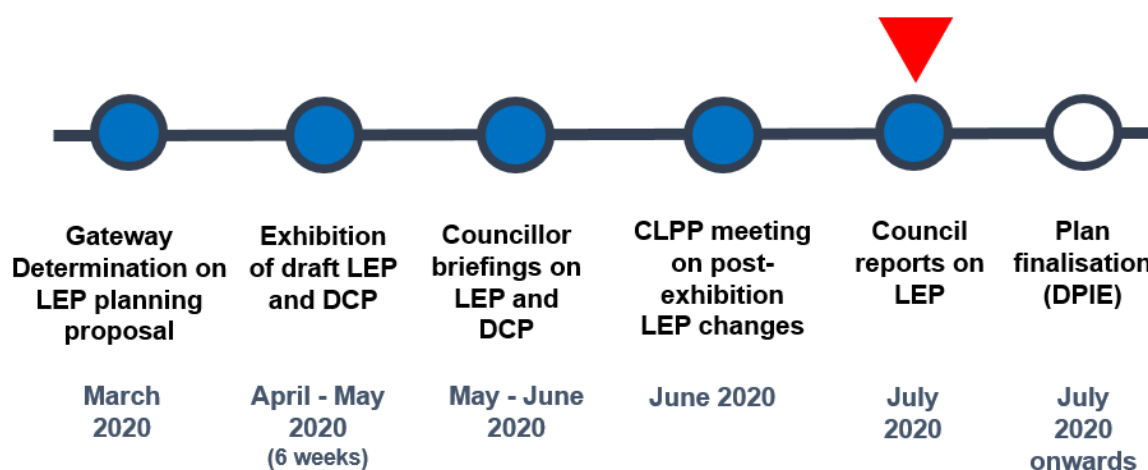 Gateway
Determination on
LEP planning
proposal
March
2020
Exhibition
of draft LEP
and DCP
April - May
2020
(6 weeks)
Councillor
briefings on
LEP and
DCP
May - June
2020
CLPP meeting
on post-
exhibition
LEP changes
June 2020
Council
reports on
LEP
July
2020
Plan
finalisation
(DPIE)
July
2020
onwards